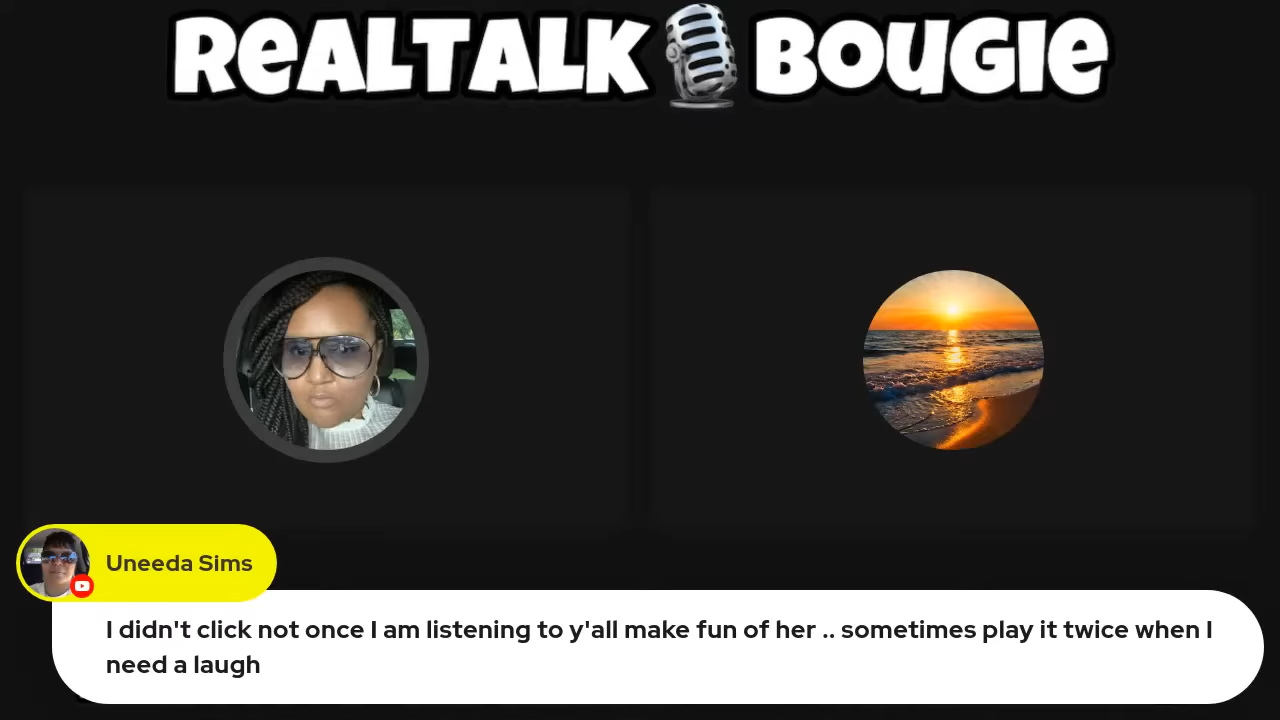 REALTALK BOUGIE
Uneeda Sims
I didn't click not once I am listening to y'all make fun of her .. sometimes play it twice when I
need a laugh